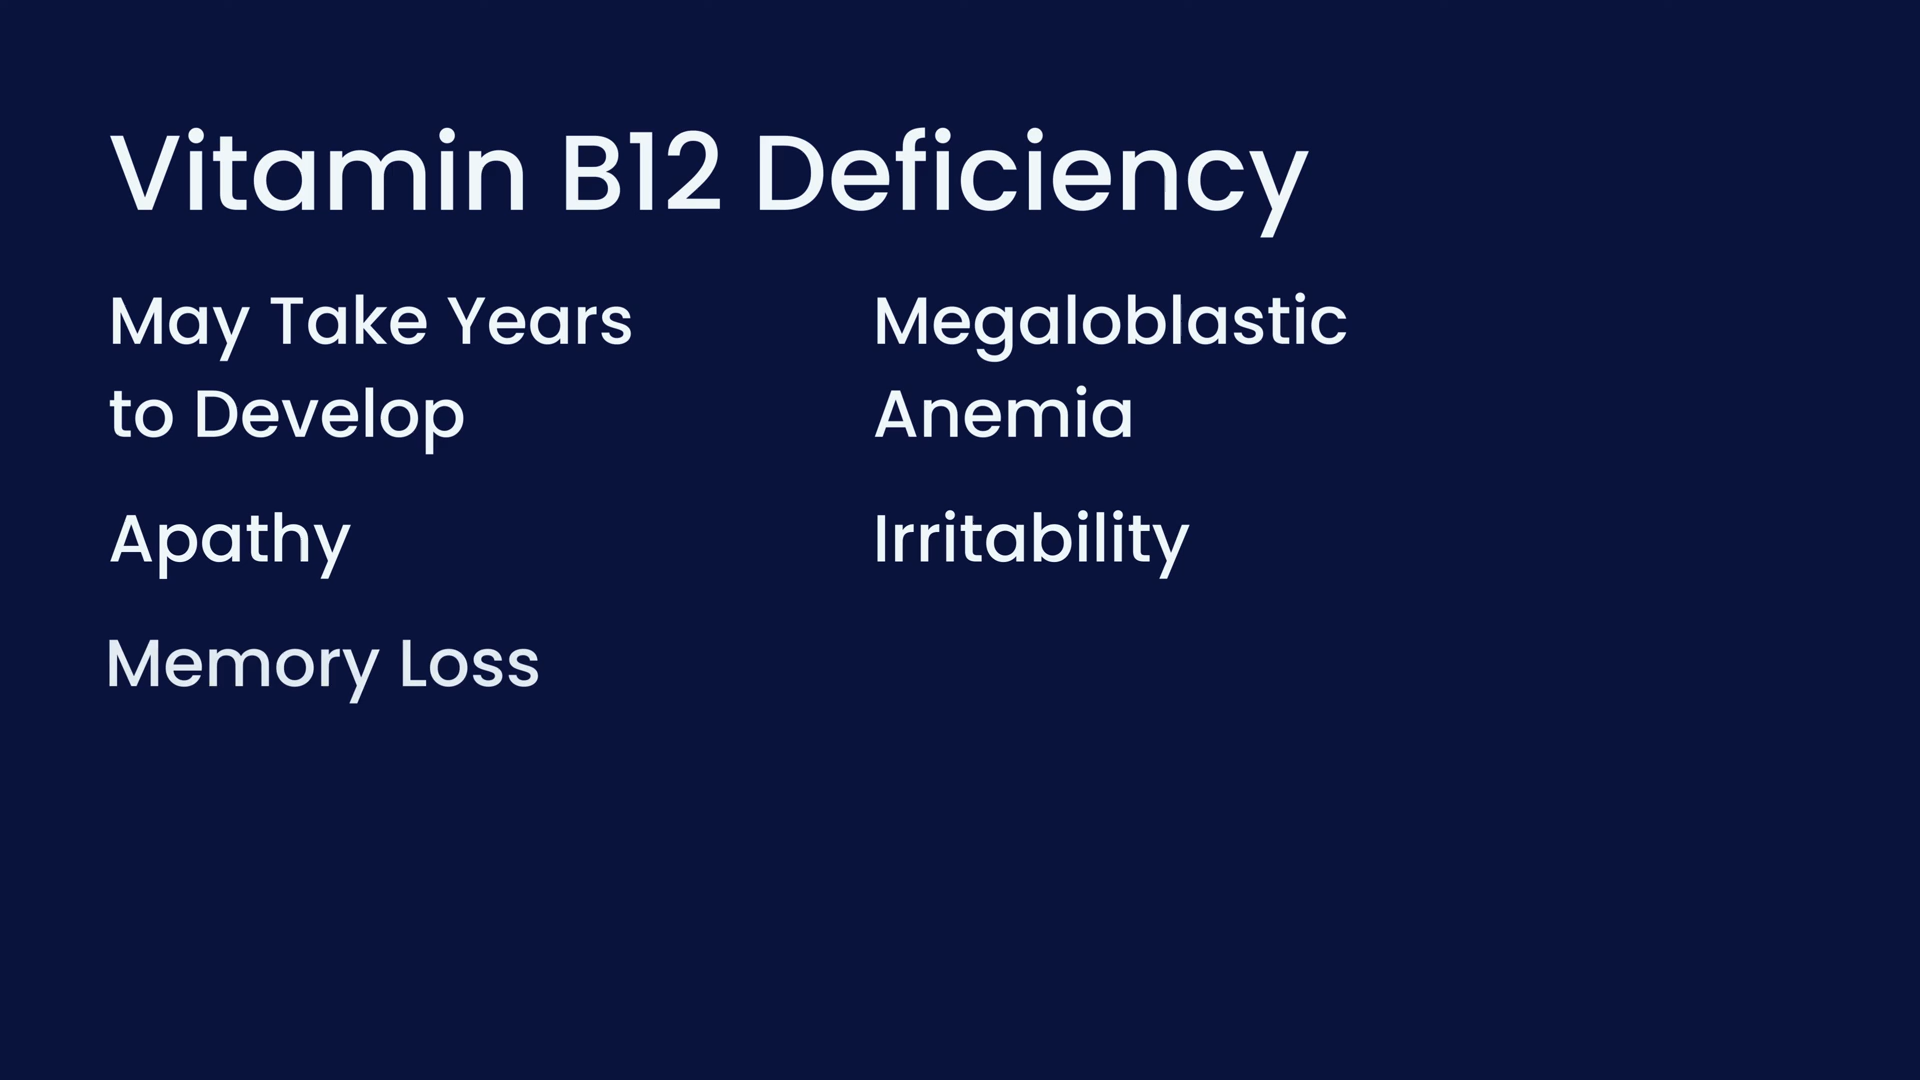 Vitamin B12 Deficiency
May Take Years
to Develop
Megaloblastic
Anemia
Apathy
Irritability
Memory Loss